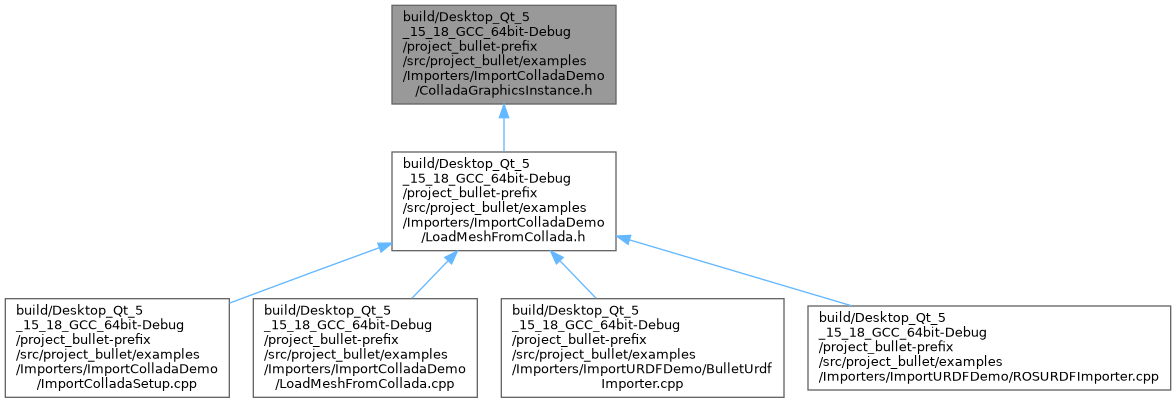 build/Desktop_Qt_5
_15_18_GCC_64bit-Debug
/project_bullet-prefix
/src/project_bullet/examples
/Importers/ImportColladaDemo
/ColladaGraphicsInstance.h
build/Desktop_Qt_5
_15_18_GCC_64bit-Debug
/project_bullet-prefix
/src/project_bullet/examples
/Importers/ImportColladaDemo
/LoadMeshFromCollada.h
build/Desktop_Qt_5
_15_18_GCC_64bit-Debug
/project_bullet-prefix
/src/project_bullet/examples
/Importers/ImportColladaDemo
/ImportColladaSetup.cpp
build/Desktop_Qt_5
_15_18_GCC_64bit-Debug
/project_bullet-prefix
/src/project_bullet/examples
/Importers/ImportColladaDemo
/LoadMeshFromCollada.cpp
build/Desktop_Qt_5
_15_18_GCC_64bit-Debug
/project_bullet-prefix
/src/project_bullet/examples
/Importers/ImportURDFDemo/BulletUrdf
Importer.cpp
build/Desktop_Qt_5
_15_18_GCC_64bit-Debug
/project_bullet-prefix
/src/project_bullet/examples
/Importers/ImportURDFDemo/ROSURDFImporter.cpp